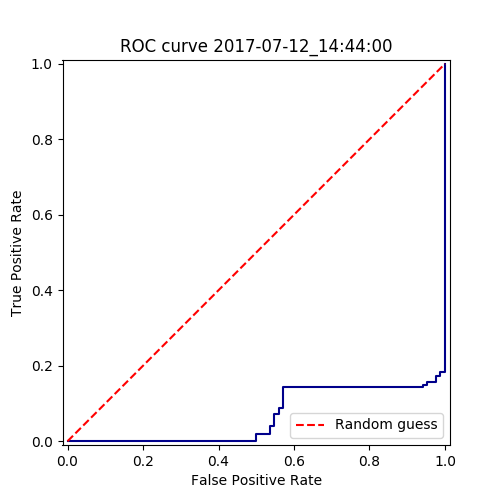 ROC curve 2017-07-12_14:44:00
True Positive Rate
1.0
0.8
0.6
0.4
0.2
0.0
Random guess
0.0 0.2 0.4 0.6 0.8 1.0
False Positive Rate